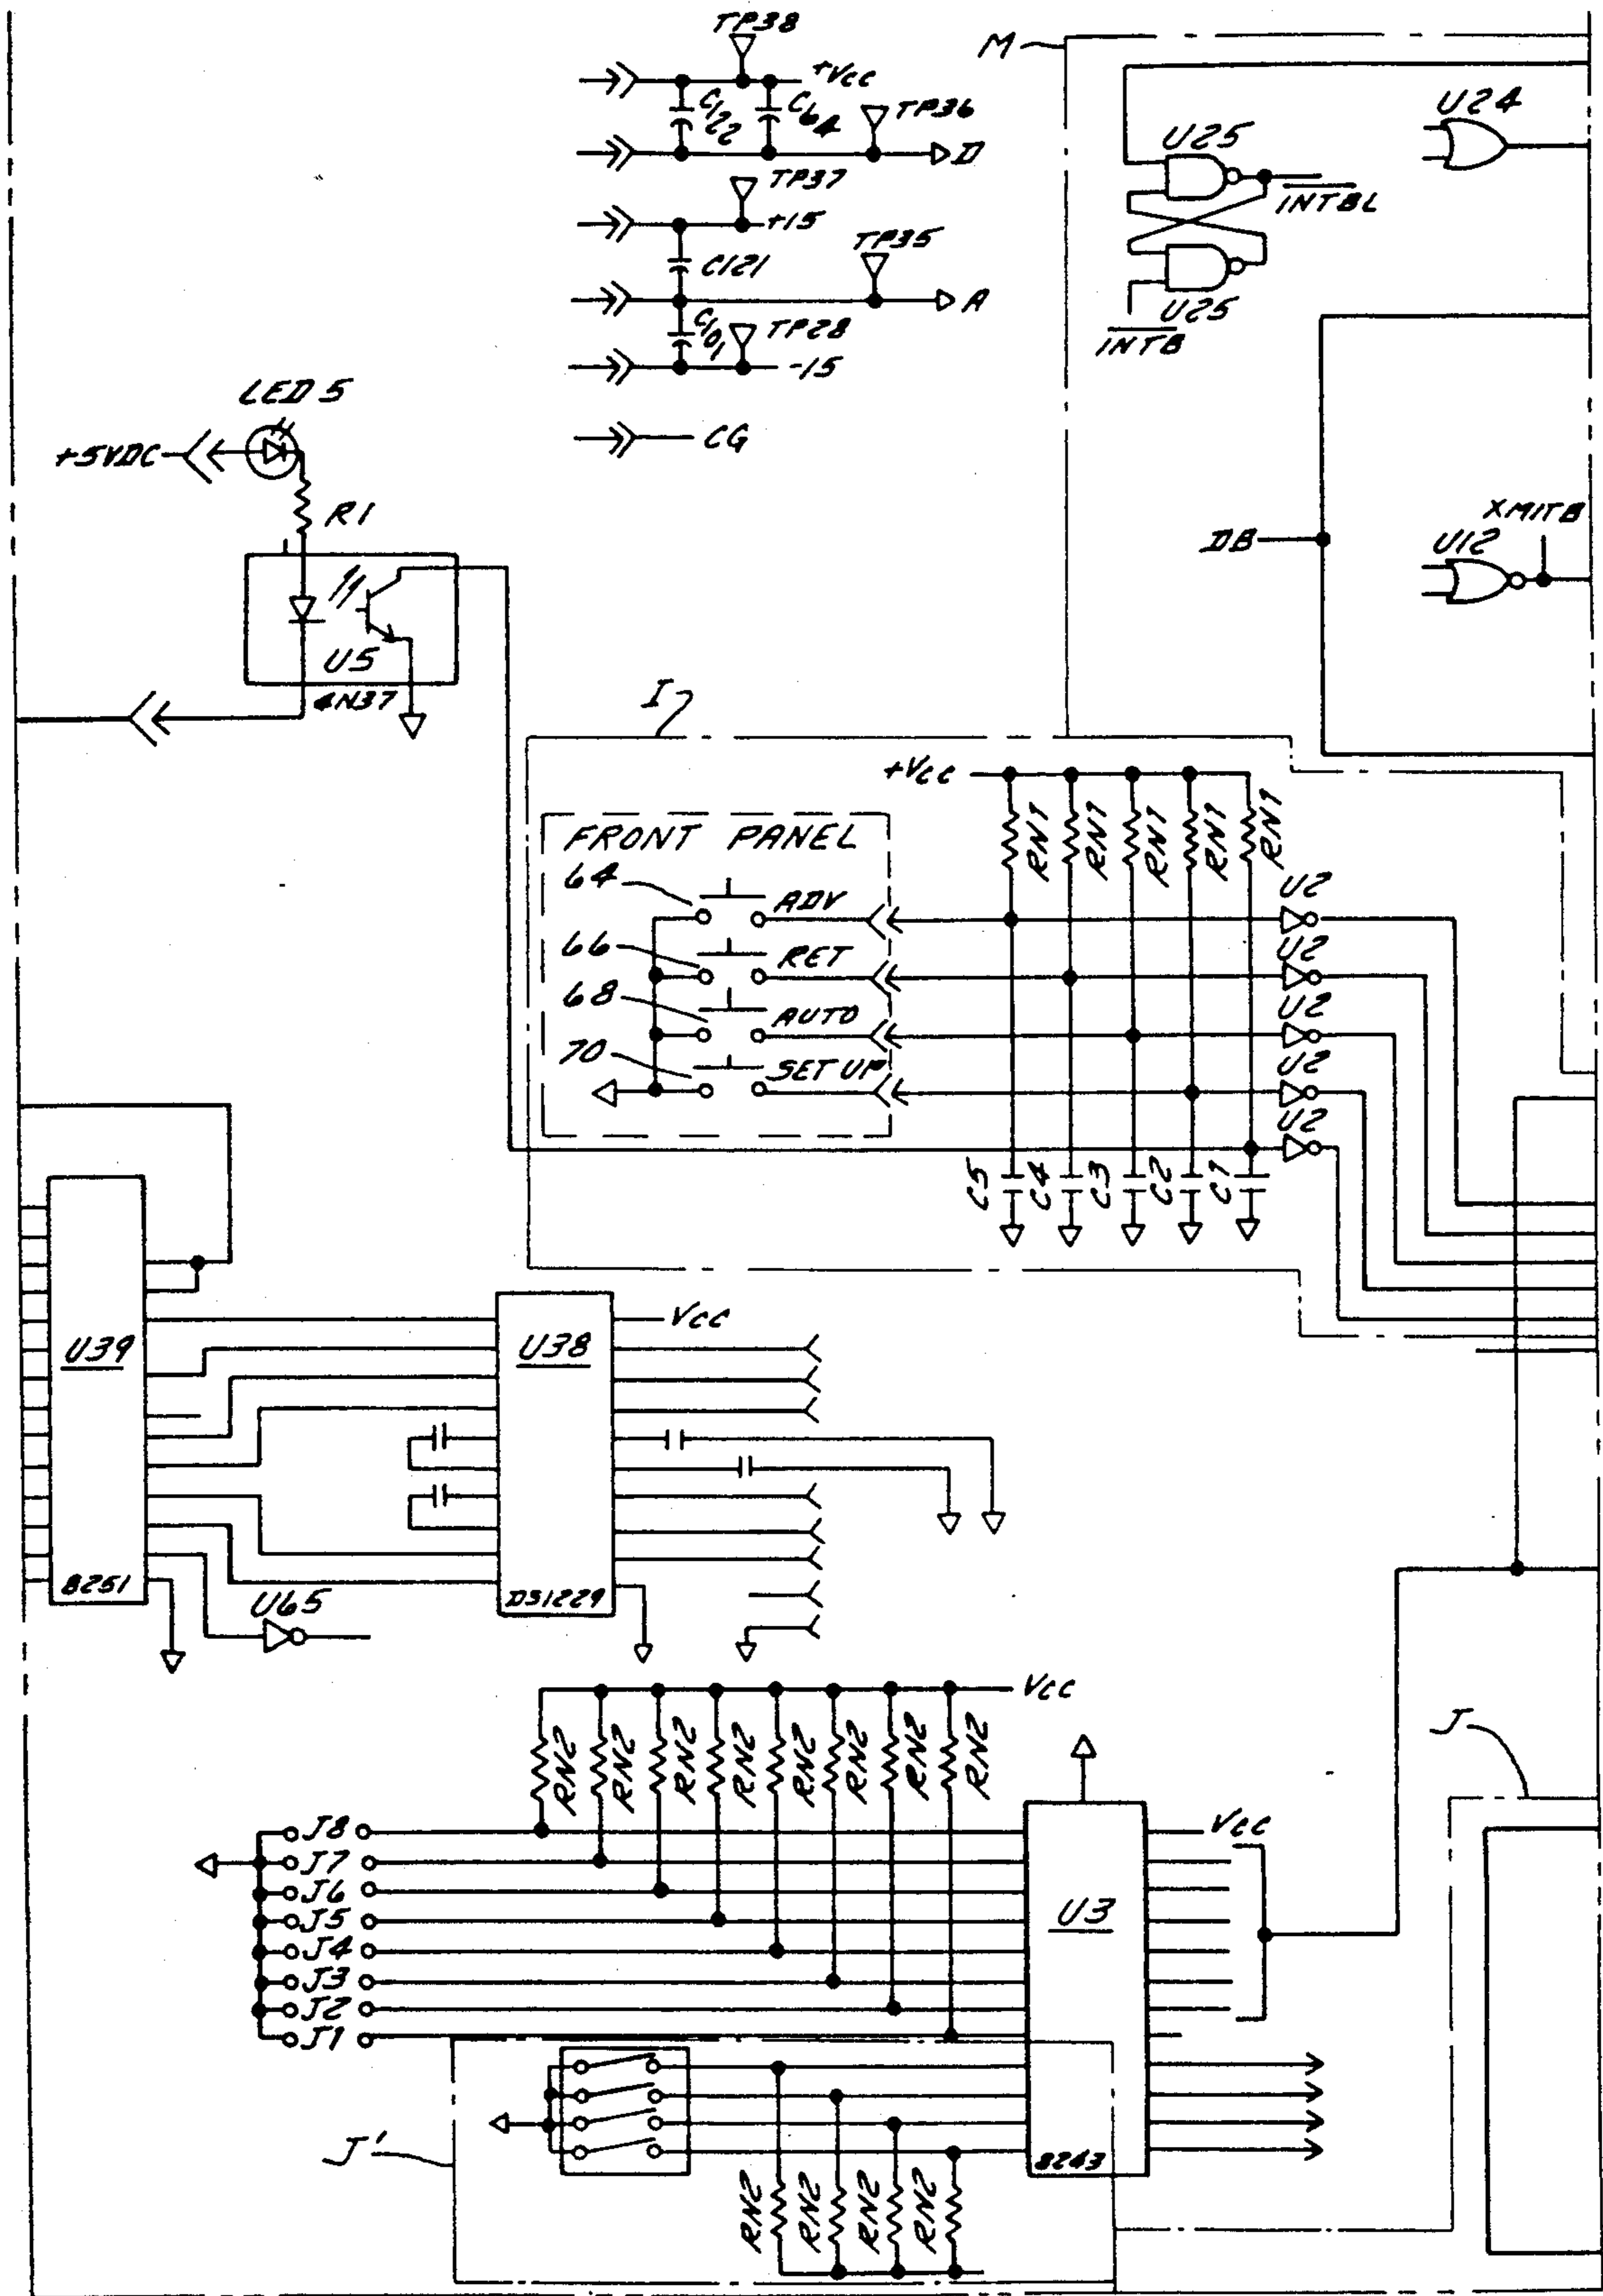 TP38
M
+Vcc
C122
C64
TP36
U24
D
U25
TP37
INTBL
+15
TP35
C121
A
U25
C101
TP28
INTB
-15
LED 5
CG
+5VDC
R1
XMITB
DB
U12
U5
4N37
I
+Vcc
RN1
RN1
RN1
RN1
RN1
FRONT PANEL
64
ADV
U2
66
RET
U2
68
AUTO
U2
70
SET UP
U2
U2
C5
C4
C3
C2
C1
Vcc
U39
U38
8251
DS1229
U65
Vcc
J
RN2
RN2
RN2
RN2
RN2
RN2
RN2
RN2
J8
Vcc
J7
J6
U3
J5
J4
J3
J2
J1
J'
8243
RN2
RN2
RN2
RN2